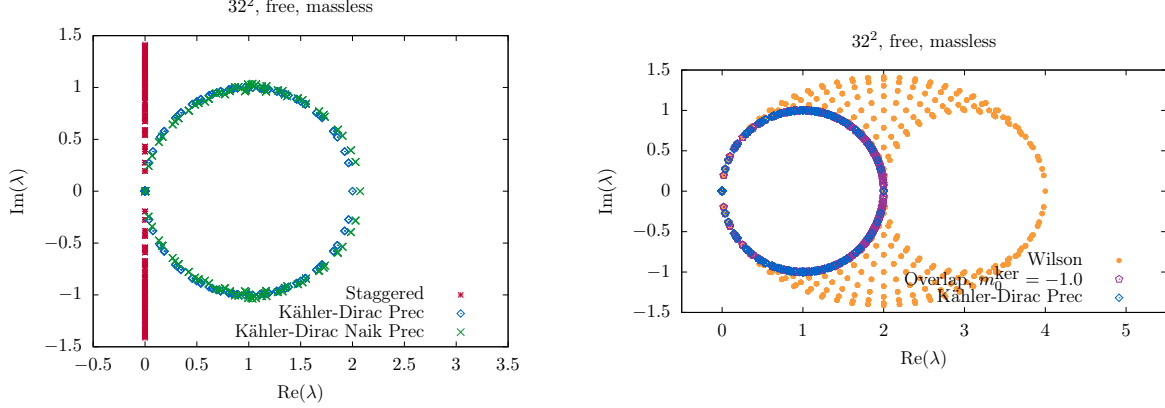 32², free, massless
1.5
1
0.5
0
−0.5
−1
−1.5
Im(λ)
−0.5 0 0.5 1 1.5 2 2.5 3 3.5
Re(λ)
Staggered
Kähler-Dirac Prec
Kähler-Dirac Naik Prec
32², free, massless
1.5
1
0.5
0
−0.5
−1
−1.5
Im(λ)
0 1 2 3 4 5
Re(λ)
Wilson
Overlap, m₀ᵏᵉʳ = −1.0
Kähler-Dirac Prec